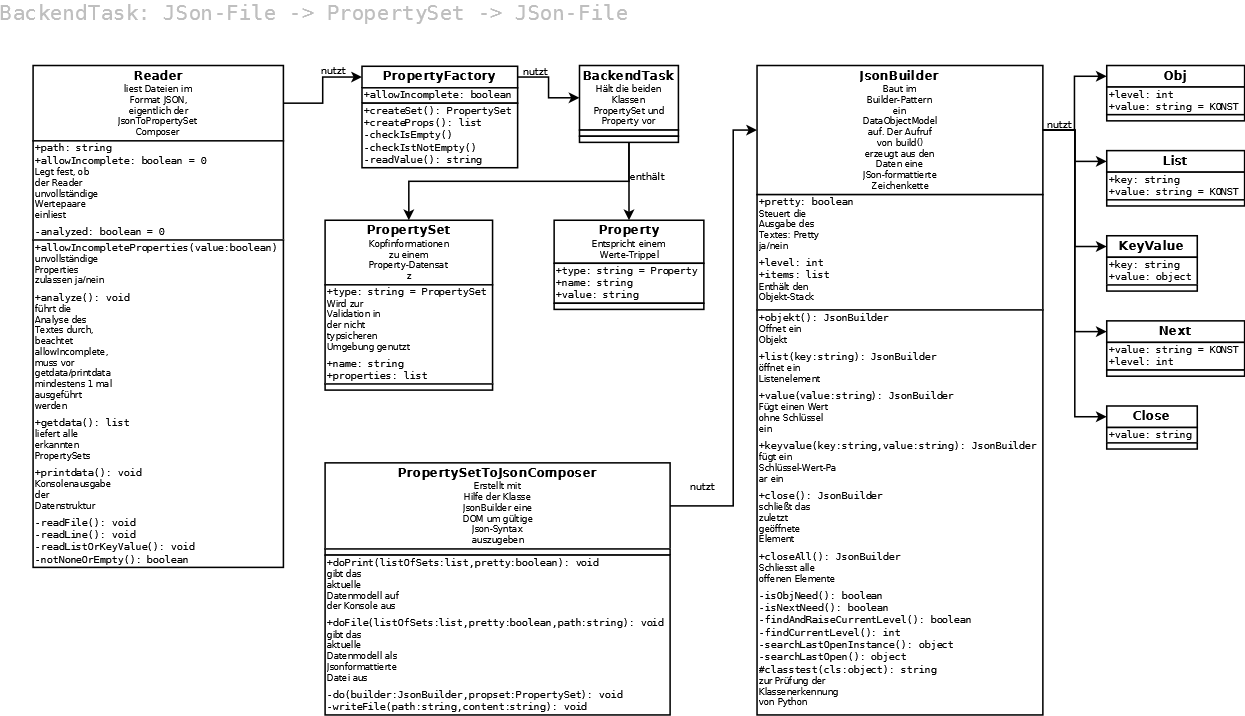 BackendTask: JSon-File -> PropertySet -> JSon-File
Reader
liest Dateien im
Format JSON,
eigentlich der
JsonToPropertySet
Composer
+path: string
+allowIncomplete: boolean = 0
Legt fest, ob
der Reader
unvollständige
Wertepaare
einliest
-analyzed: boolean = 0
+allowIncompleteProperties(value:boolean)
unvollständige
Properties
zulassen ja/nein
+analyze(): void
führt die
Analyse des
Textes durch,
beachtet
allowIncomplete,
muss vor
getdata/printdata
mindestens 1 mal
ausgeführt
werden
+getdata(): list
liefert alle
erkannten
PropertySets
+printdata(): void
Konsolenausgabe
der
Datenstruktur
-readFile(): void
-readLine(): void
-readListOrKeyValue(): void
-notNoneOrEmpty(): boolean
nutzt
PropertyFactory
+allowIncomplete: boolean
+createSet(): PropertySet
+createProps(): list
-checkIsEmpty()
-checkIstNotEmpty()
-readValue(): string
nutzt
BackendTask
Hält die beiden
Klassen
PropertySet und
Property vor
enthält
PropertySet
Kopfinformationen
zu einem
Property-Datensat
z
+type: string = PropertySet
Wird zur
Validation in
der nicht
typsicheren
Umgebung genutzt
+name: string
+properties: list
Property
Entspricht einem
Werte-Trippel
+type: string = Property
+name: string
+value: string
PropertySetToJsonComposer
Erstellt mit
Hilfe der Klasse
JsonBuilder eine
DOM um gültige
Json-Syntax
auszugeben
+doPrint(listOfSets:list,pretty:boolean): void
gibt das
aktuelle
Datenmodell auf
der Konsole aus
+doFile(listOfSets:list,pretty:boolean,path:string): void
gibt das
aktuelle
Datenmodell als
Jsonformattierte
Datei aus
-do(builder:JsonBuilder,propset:PropertySet): void
-writeFile(path:string,content:string): void
nutzt
JsonBuilder
Baut im
Builder-Pattern
ein
DataObjectModel
auf. Der Aufruf
von build()
erzeugt aus den
Daten eine
JSon-formattierte
Zeichenkette
+pretty: boolean
Steuert die
Ausgabe des
Textes: Pretty
ja/nein
+level: int
+items: list
Enthält den
Objekt-Stack
+objekt(): JsonBuilder
Öffnet ein
Objekt
+list(key:string): JsonBuilder
öffnet ein
Listenelement
+value(value:string): JsonBuilder
Fügt einen Wert
ohne Schlüssel
ein
+keyvalue(key:string,value:string): JsonBuilder
fügt ein
Schlüssel-Wert-Pa
ar ein
+close(): JsonBuilder
schließt das
zuletzt
geöffnete
Element
+closeAll(): JsonBuilder
Schliesst alle
offenen Elemente
-isObjNeed(): boolean
-isNextNeed(): boolean
-findAndRaiseCurrentLevel(): boolean
-findCurrentLevel(): int
-searchLastOpenInstance(): object
-searchLastOpen(): object
#classtest(cls:object): string
zur Prüfung der
Klassenerkennung
von Python
nutzt
Obj
+level: int
+value: string = KONST
List
+key: string
+value: string = KONST
KeyValue
+key: string
+value: object
Next
+value: string = KONST
+level: int
Close
+value: string